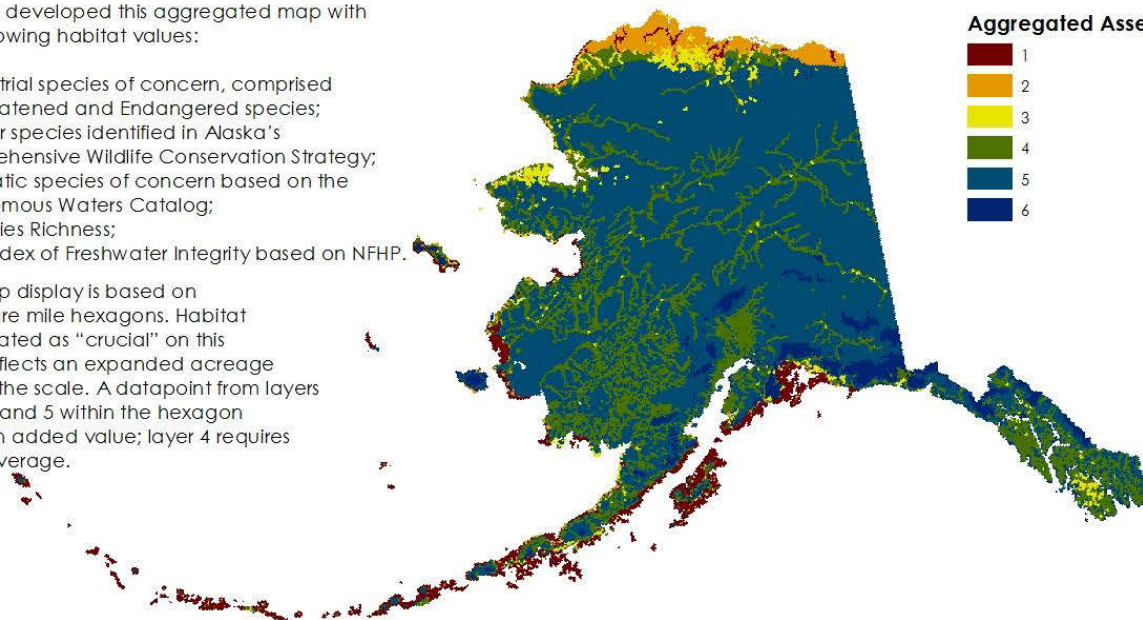 developed this aggregated map with
owing habitat values:
trial species of concern, comprised
atened and Endangered species;
r species identified in Alaska's
ehensive Wildlife Conservation Strategy;
atic species of concern based on the
mous Waters Catalog;
ies Richness;
dex of Freshwater Integrity based on NFHP.
p display is based on
re mile hexagons. Habitat
ated as "crucial" on this
flects an expanded acreage
the scale. A datapoint from layers
and 5 within the hexagon
n added value; layer 4 requires
verage.
Aggregated Asse
1
2
3
4
5
6